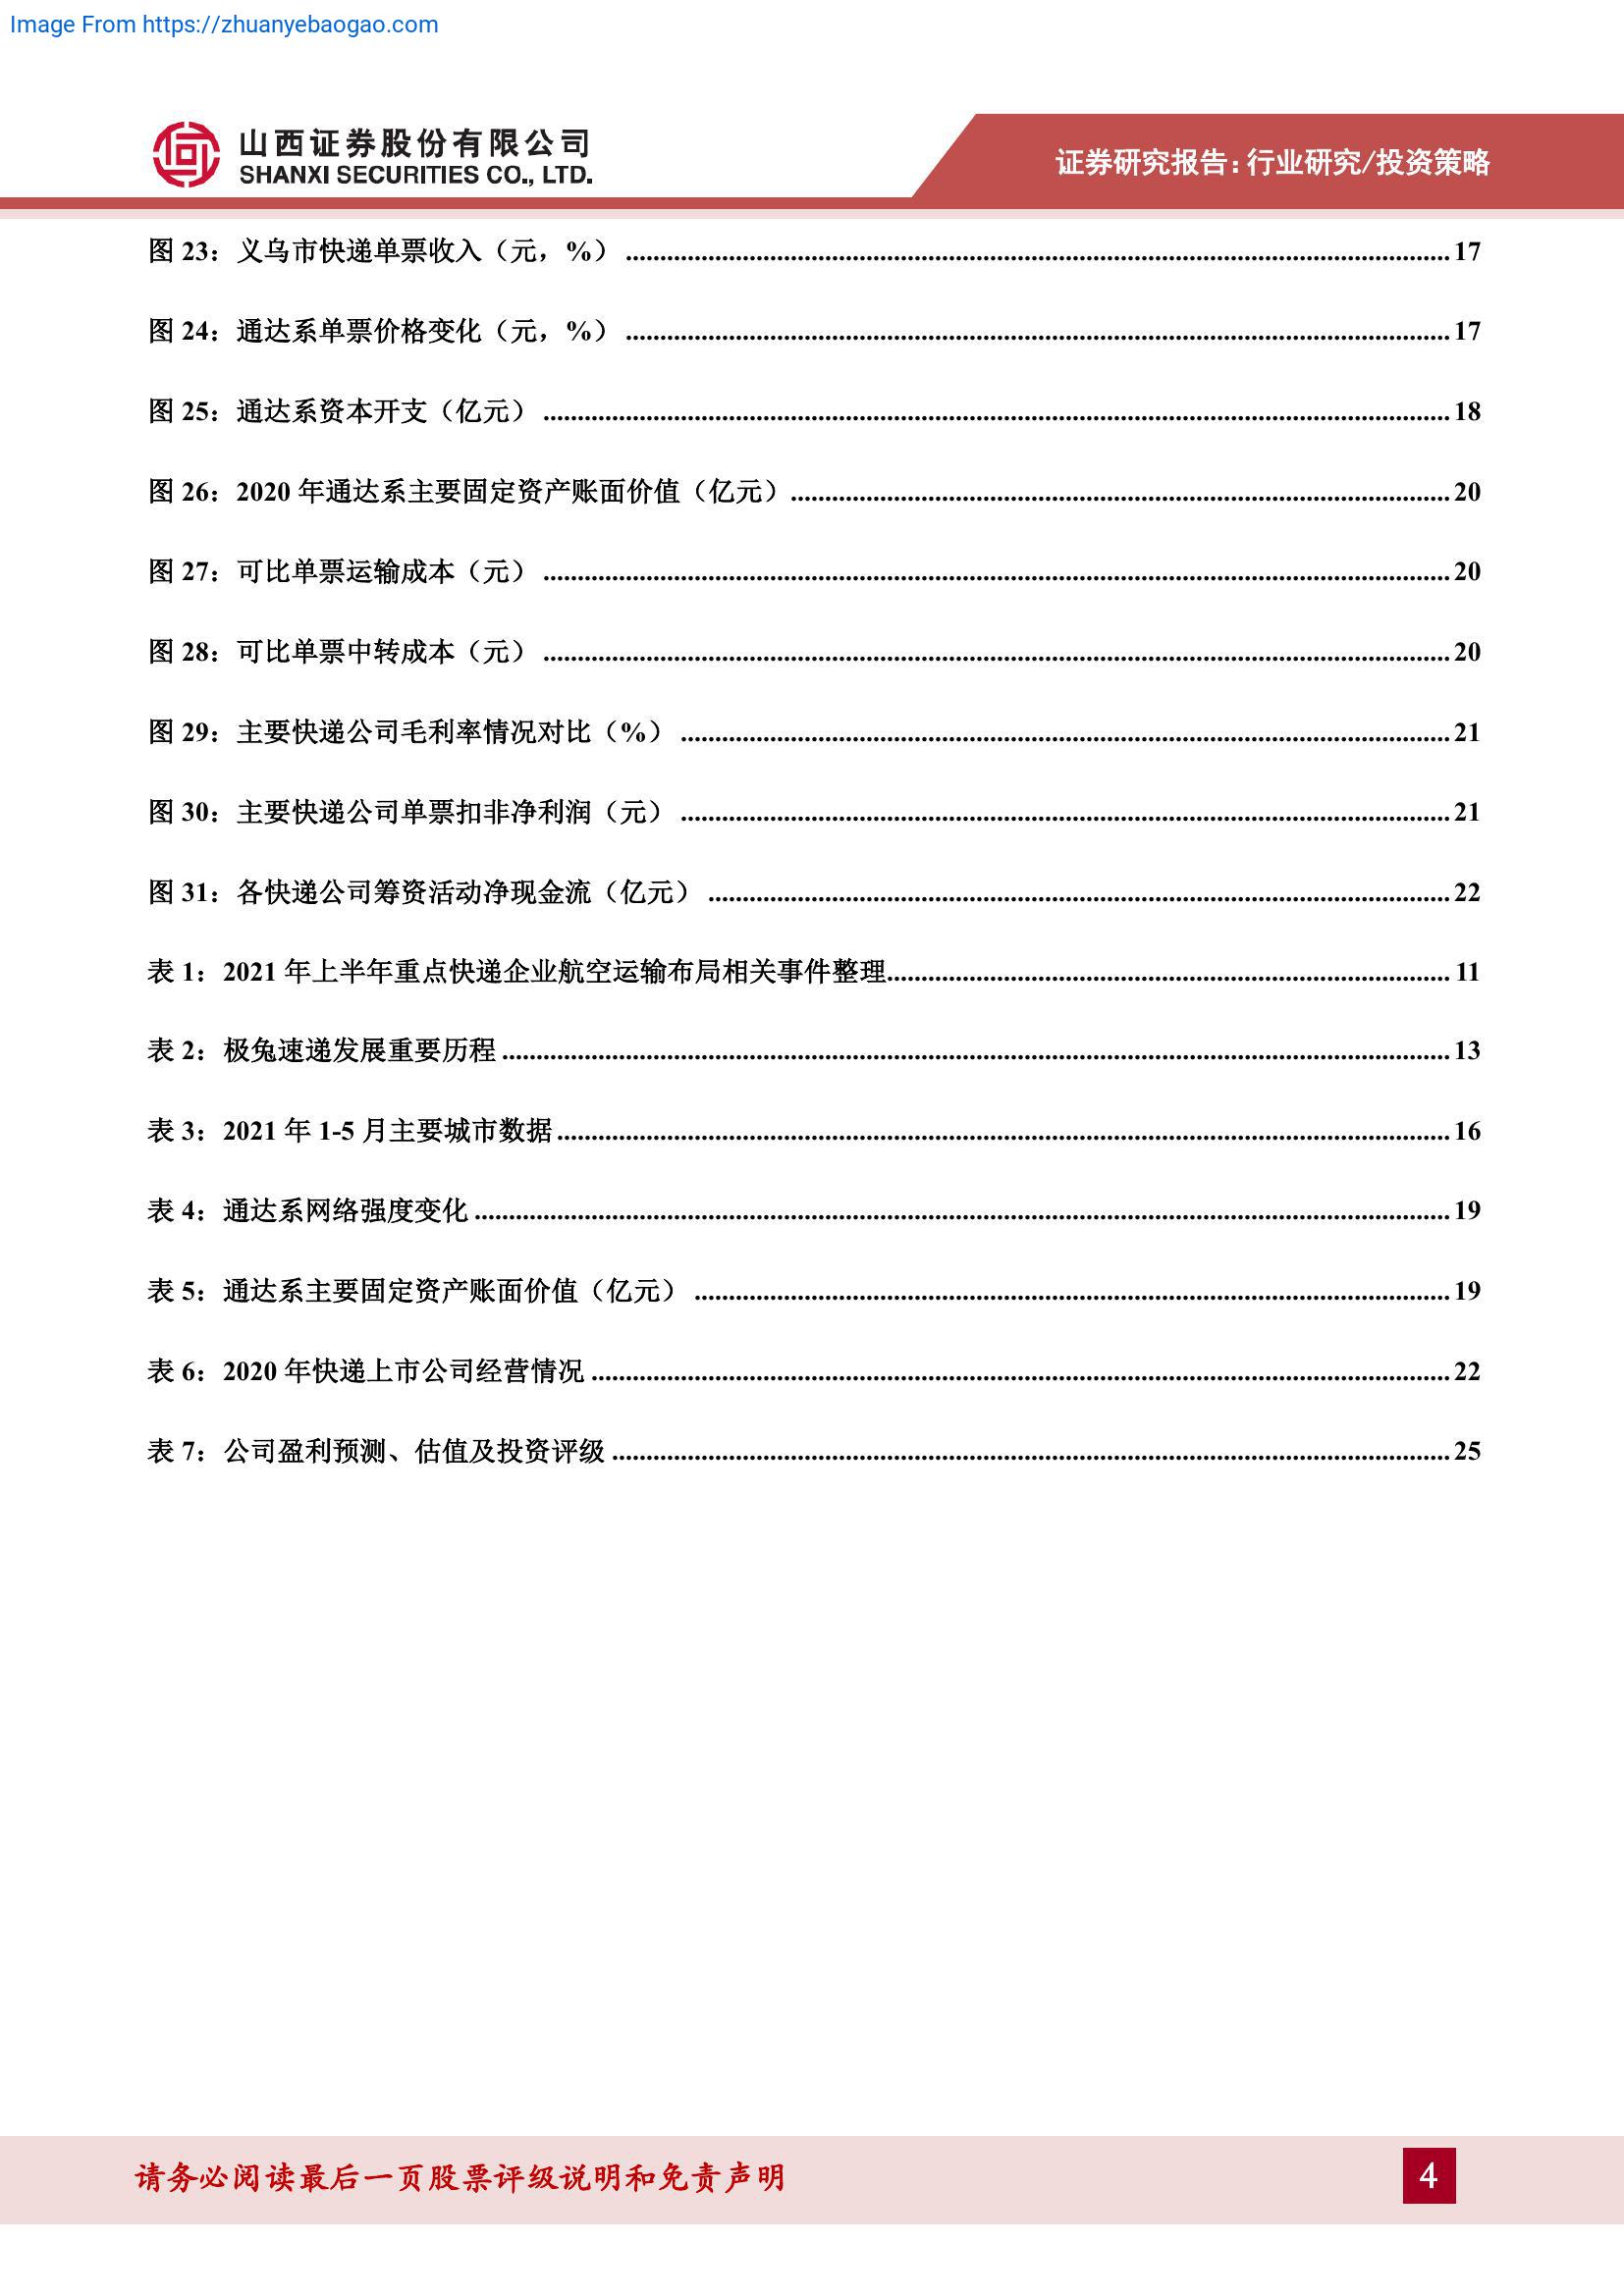 Image From https://zhuanyebaogao.com
山西证券股份有限公司
SHANXI SECURITIES CO., LTD.
证券研究报告:行业研究/投资策略
图 23：义乌市快递单票收入（元，%）......17
图 24：通达系单票价格变化（元，%）......17
图 25：通达系资本开支（亿元）......18
图 26：2020 年通达系主要固定资产账面价值（亿元）......20
图 27：可比单票运输成本（元）......20
图 28：可比单票中转成本（元）......20
图 29：主要快递公司毛利率情况对比（%）......21
图 30：主要快递公司单票扣非净利润（元）......21
图 31：各快递公司筹资活动净现金流（亿元）......22
表 1：2021 年上半年重点快递企业航空运输布局相关事件整理......11
表 2：极兔速递发展重要历程......13
表 3：2021 年 1-5 月主要城市数据......16
表 4：通达系网络强度变化......19
表 5：通达系主要固定资产账面价值（亿元）......19
表 6：2020 年快递上市公司经营情况......22
表 7：公司盈利预测、估值及投资评级......25
请务必阅读最后一页股票评级说明和免责声明
4